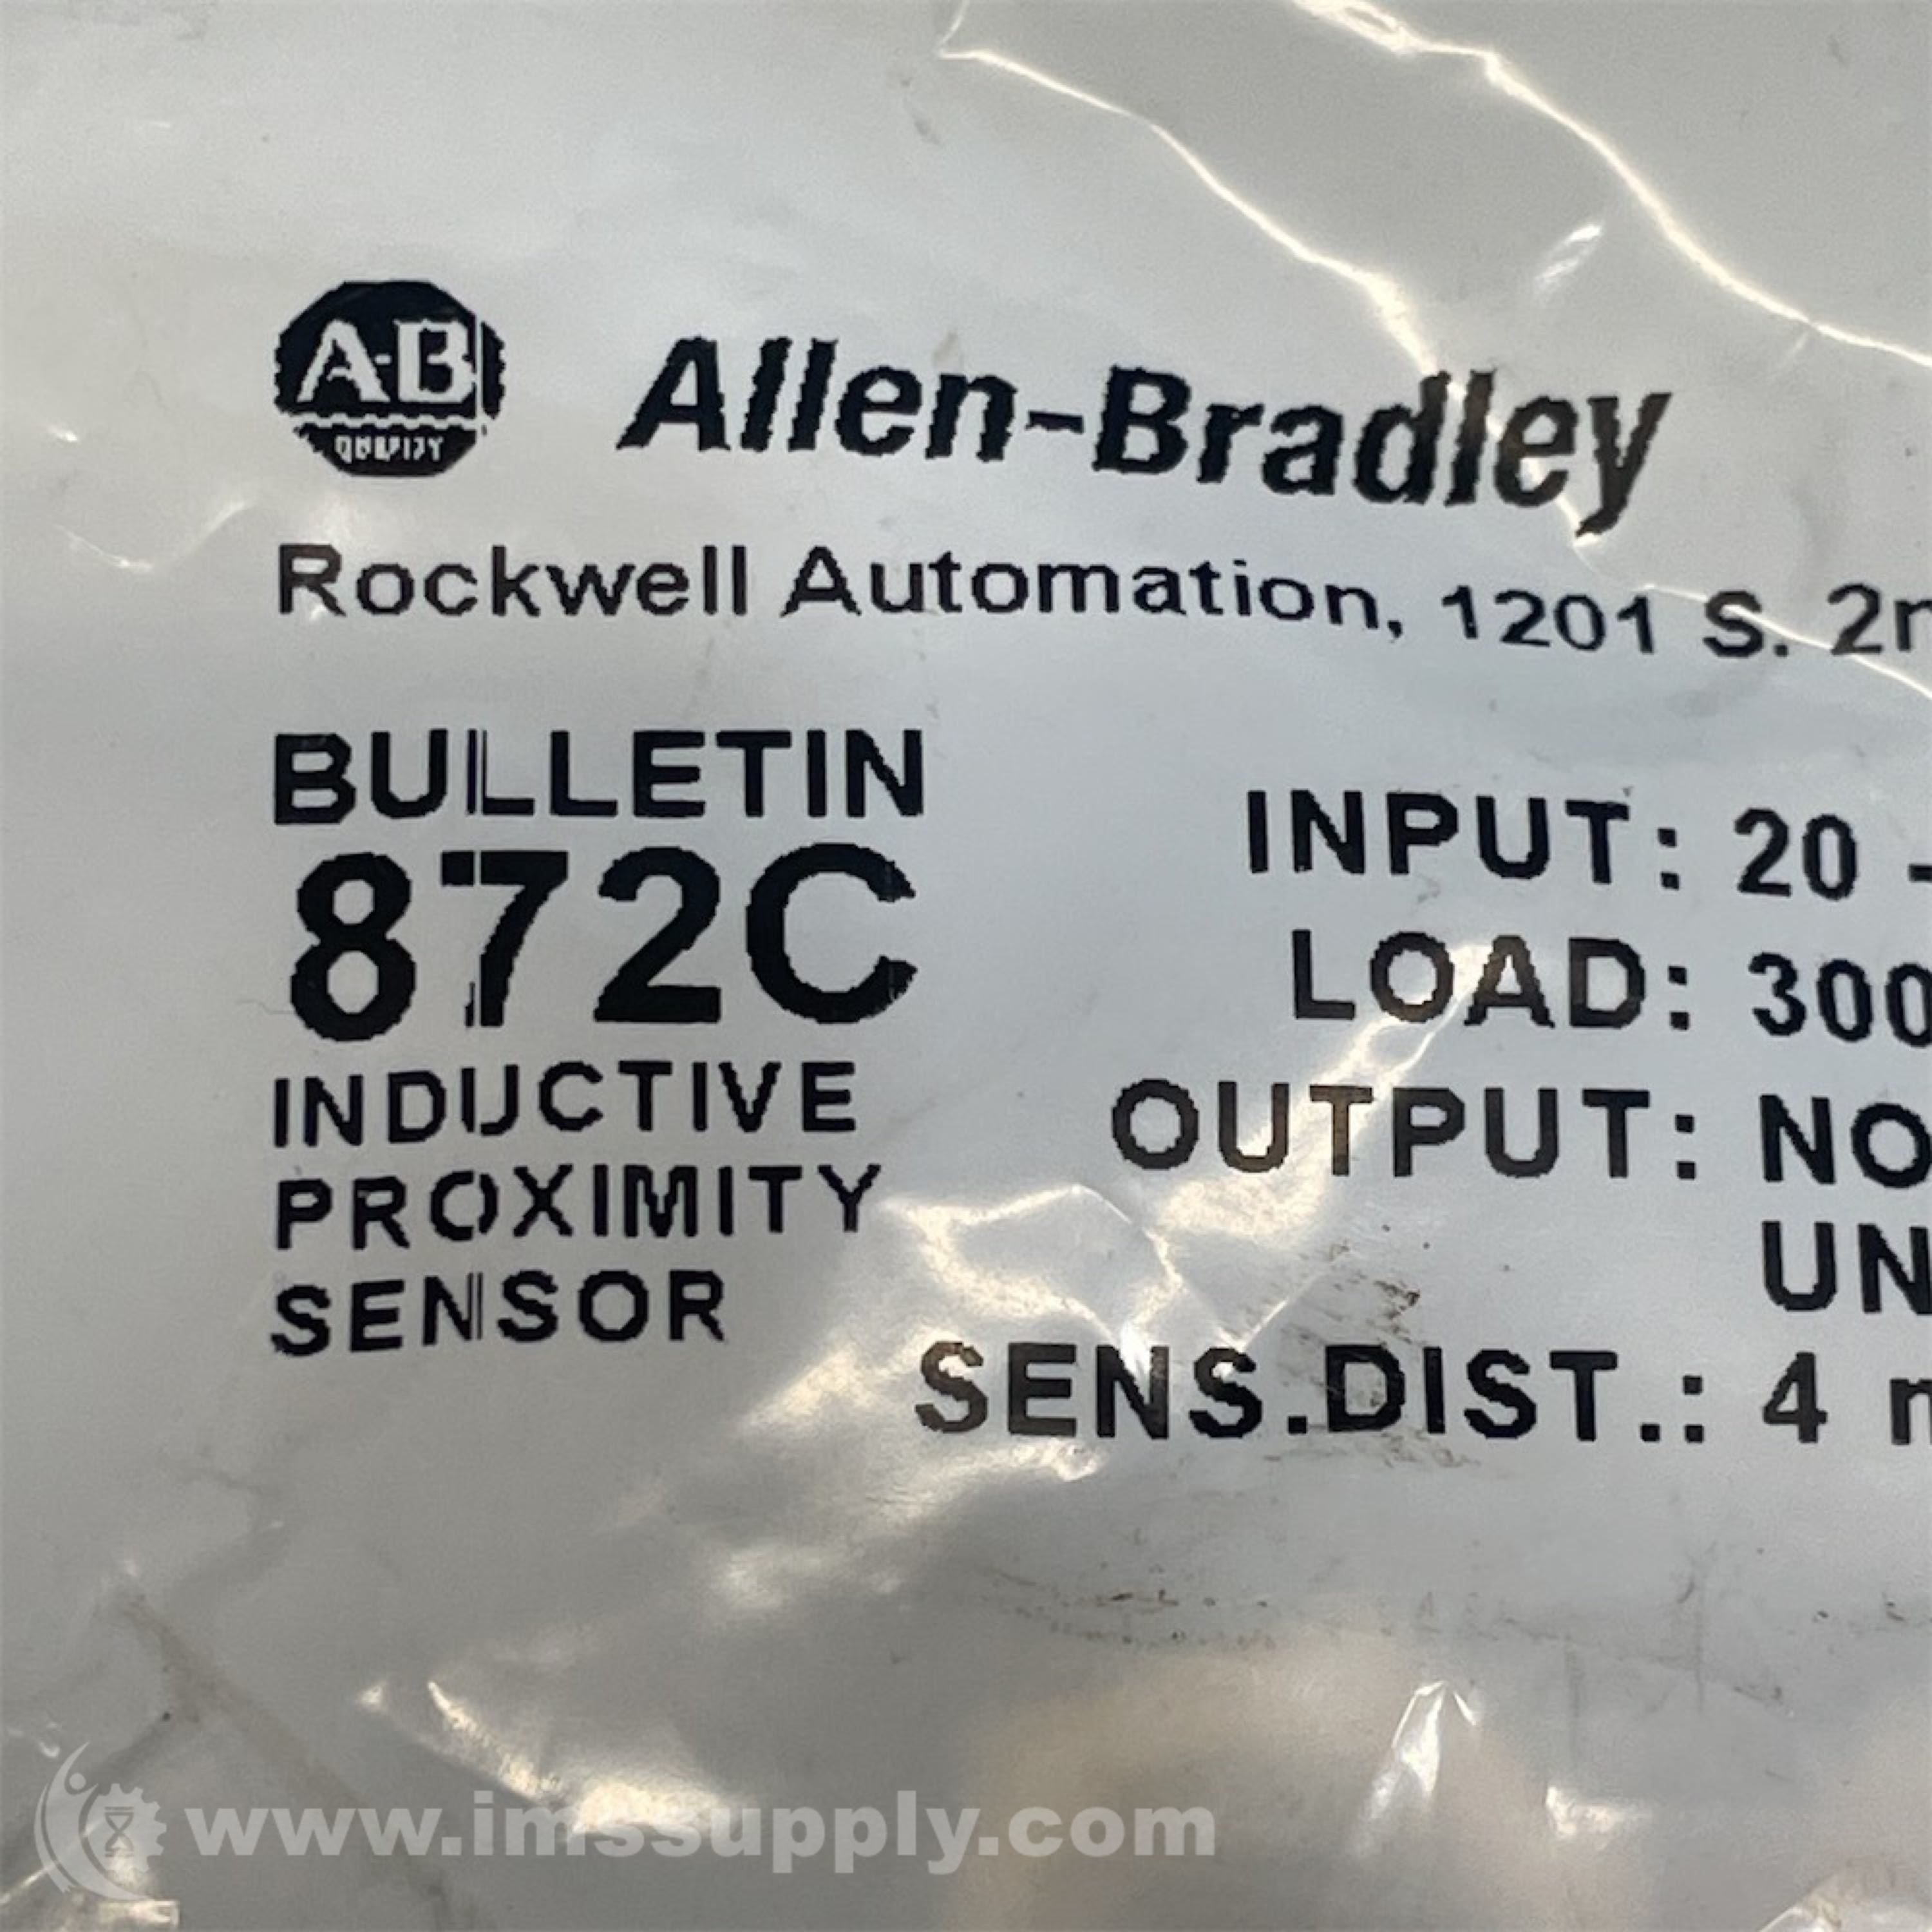 A-B
QUALITY
Allen-Bradley
Rockwell Automation, 1201 S. 2n
BULLETIN
872C
INDUCTIVE
PROXIMITY
SENSOR
INPUT: 20 -
LOAD: 300
OUTPUT: NO
UN
SENS.DIST.: 4 m
www.imssupply.com